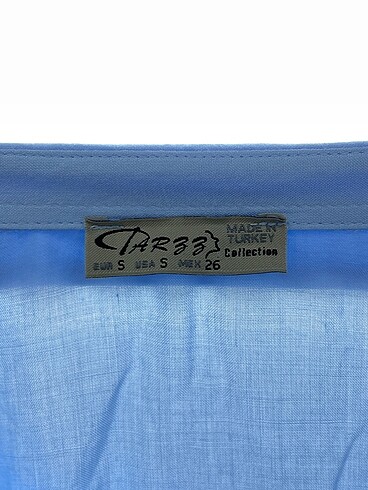 TARZZ
MADE IN
TURKEY
Collection
EUR S USA S MEX 26